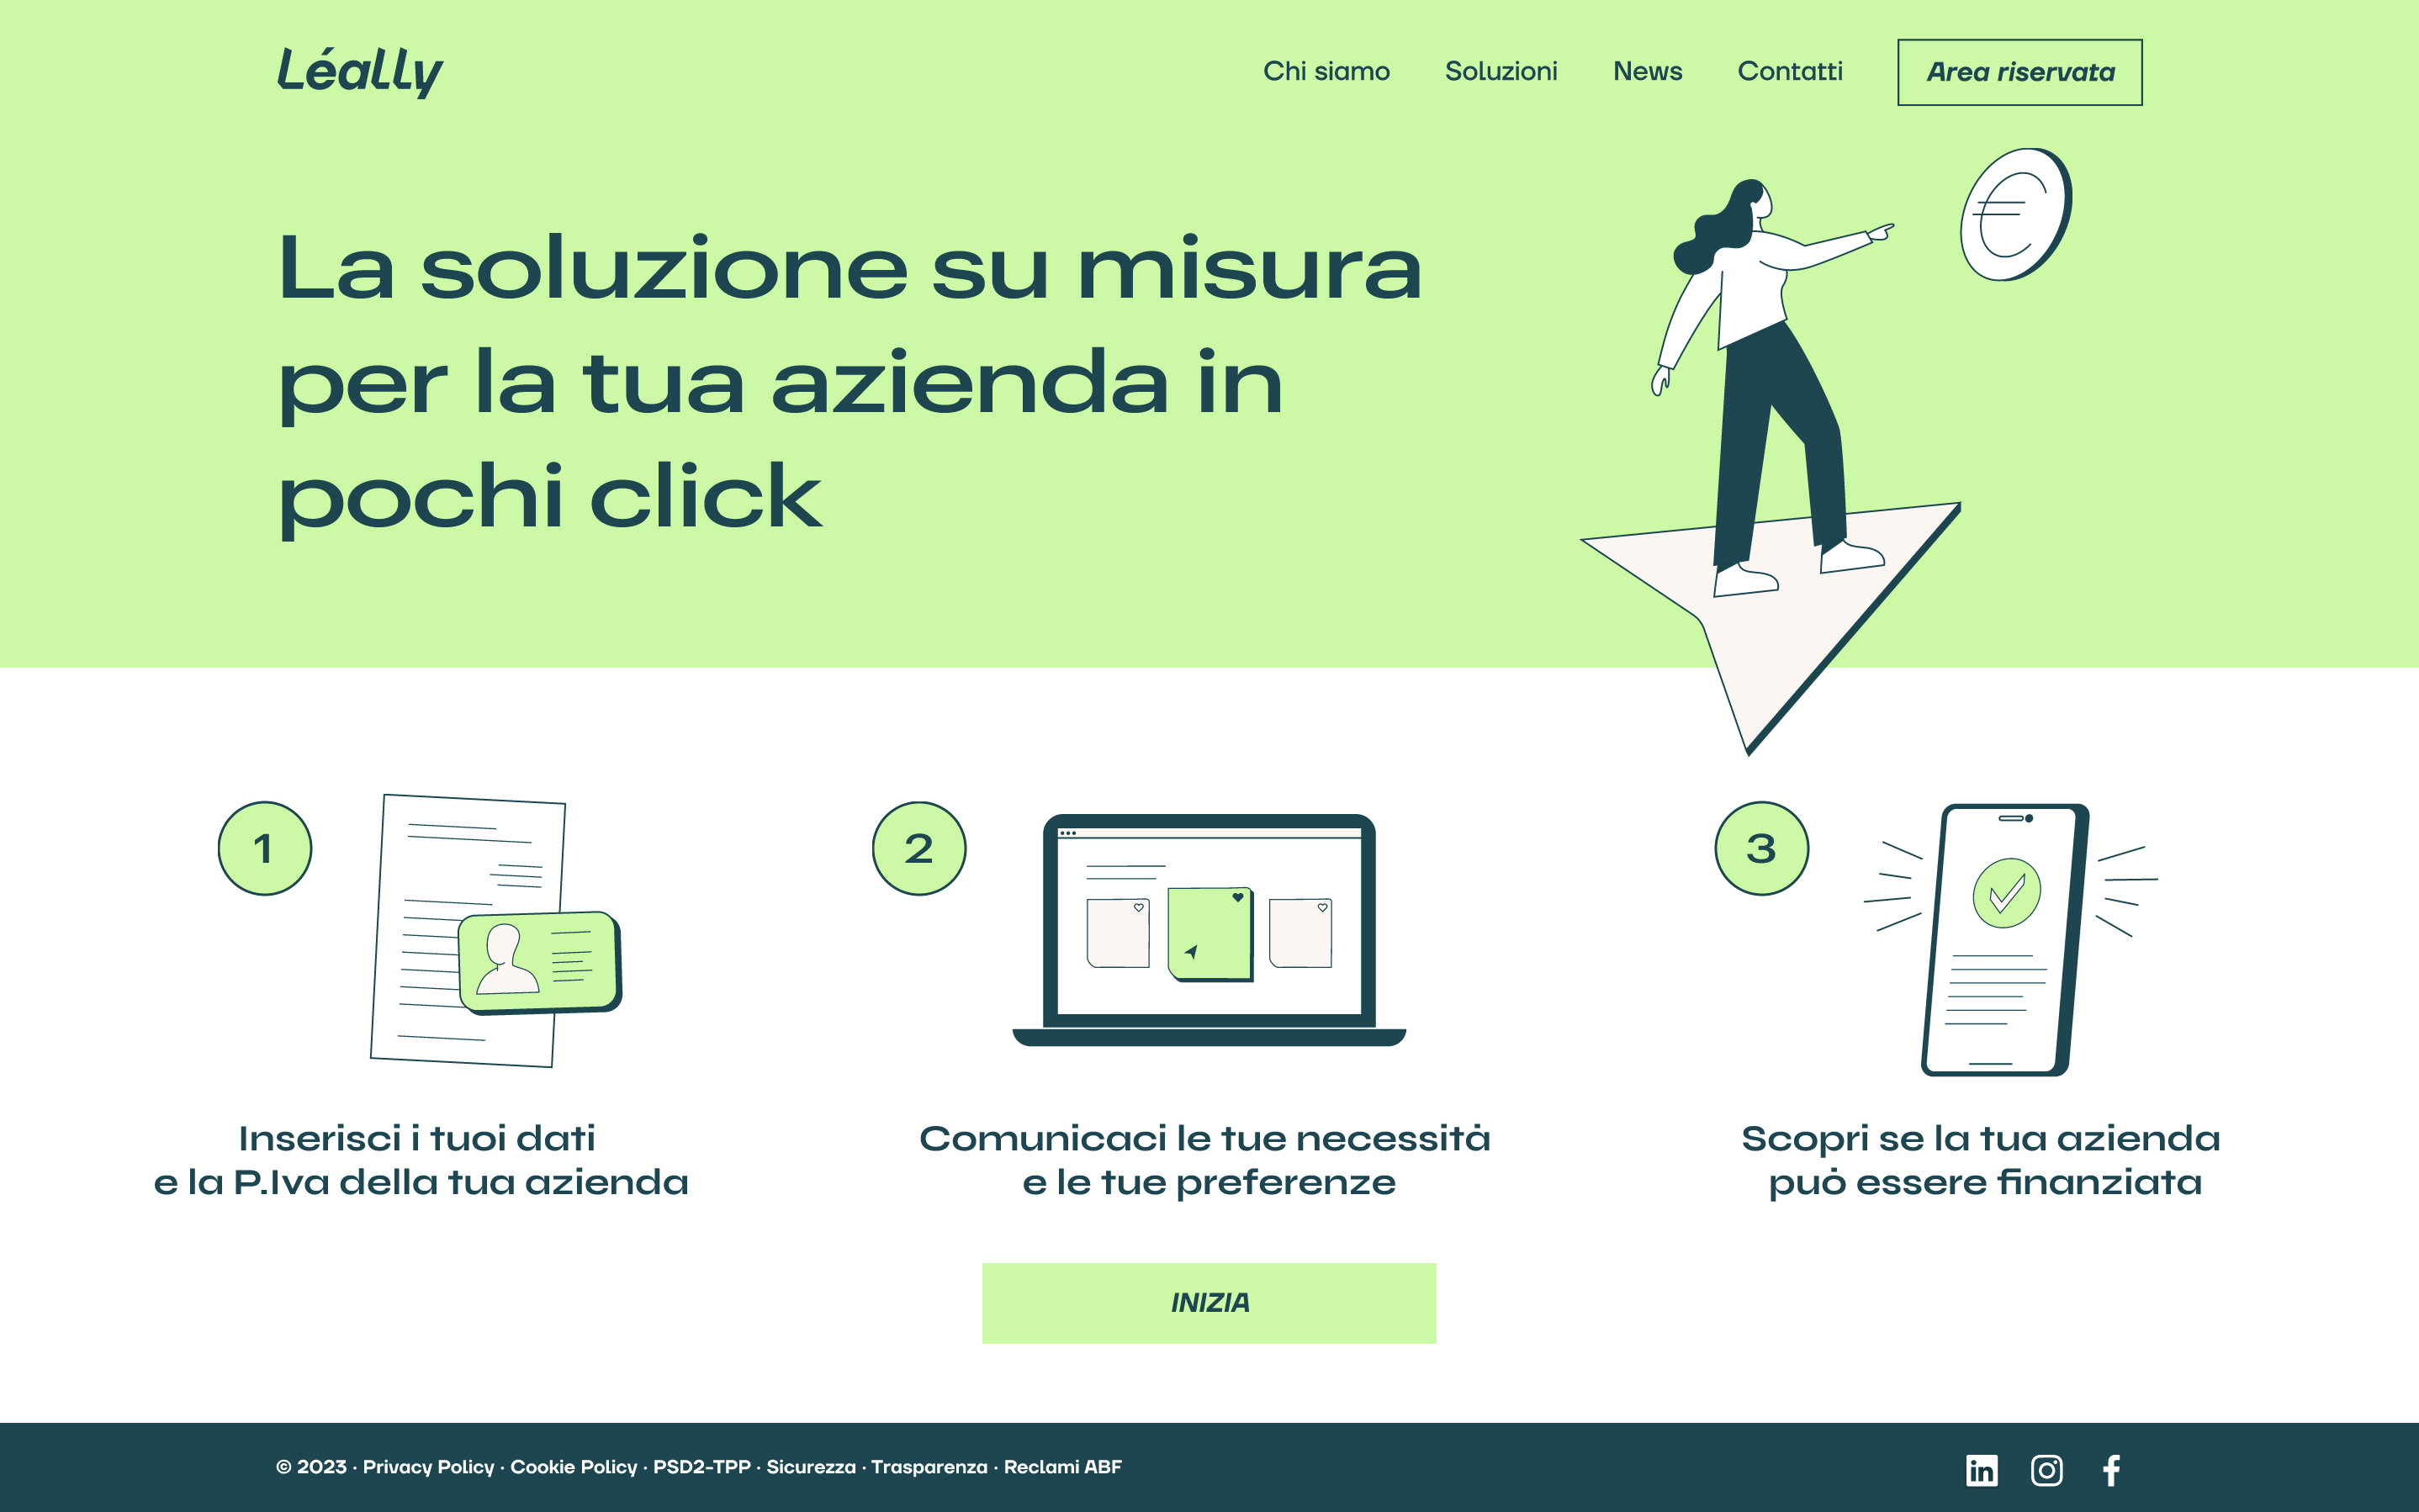 Léally
Chi siamo
Soluzioni
News
Contatti
Area riservata
La soluzione su misura
per la tua azienda in
pochi click
1
2
3
Inserisci i tuoi dati
e la P.Iva della tua azienda
Comunicaci le tue necessità
e le tue preferenze
Scopri se la tua azienda
può essere finanziata
INIZIA
© 2023 · Privacy Policy · Cookie Policy · PSD2-TPP · Sicurezza · Trasparenza · Reclami ABF